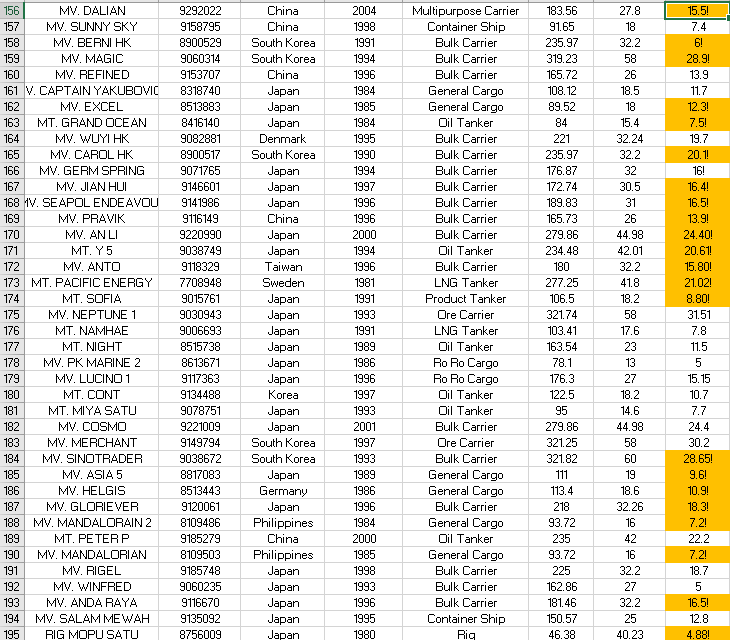 156 MV. DALIAN 9292022 China 2004 Multipurpose Carrier 183.56 27.8 15.5!
157 MV. SUNNY SKY 9158795 China 1998 Container Ship 91.65 18 7.4
158 MV. BERNI HK 8900529 South Korea 1991 Bulk Carrier 235.97 32.2 6!
159 MV. MAGIC 9060314 South Korea 1994 Bulk Carrier 319.23 58 28.9!
160 MV. REFINED 9153707 China 1996 Bulk Carrier 165.72 26 13.9
161 V. CAPTAIN YAKUBOVIC 8318740 Japan 1984 General Cargo 108.12 18.5 11.7
162 MV. EXCEL 8513883 Japan 1985 General Cargo 89.52 18 12.3!
163 MT. GRAND OCEAN 8416140 Japan 1984 Oil Tanker 84 15.4 7.5!
164 MV. WUYI HK 9082881 Denmark 1995 Bulk Carrier 221 32.24 19.7
165 MV. CAROL HK 8900517 South Korea 1990 Bulk Carrier 235.97 32.2 20.1!
166 MV. GERM SPRING 9071765 Japan 1994 Bulk Carrier 176.87 32 16!
167 MV. JIAN HUI 9146601 Japan 1997 Bulk Carrier 172.74 30.5 16.4!
168 MV. SEAPOL ENDEAVOU 9141986 Japan 1996 Bulk Carrier 189.83 31 16.5!
169 MV. PRAVIK 9116149 China 1996 Bulk Carrier 165.73 26 13.9!
170 MV. AN LI 9220990 Japan 2000 Bulk Carrier 279.86 44.98 24.40!
171 MT. Y 5 9038749 Japan 1994 Oil Tanker 234.48 42.01 20.61!
172 MV. ANTO 9118329 Taiwan 1996 Bulk Carrier 180 32.2 15.80!
173 MT. PACIFIC ENERGY 7708948 Sweden 1981 LNG Tanker 277.25 41.8 21.02!
174 MT. SOFIA 9015761 Japan 1991 Product Tanker 106.5 18.2 8.80!
175 MV. NEPTUNE 1 9030943 Japan 1993 Ore Carrier 321.74 58 31.51
176 MT. NAMHAE 9006693 Japan 1991 LNG Tanker 103.41 17.6 7.8
177 MT. NIGHT 8515738 Japan 1989 Oil Tanker 163.54 23 11.5
178 MV. PK MARINE 2 8613671 Japan 1986 Ro Ro Cargo 78.1 13 5
179 MV. LUCINO 1 9117363 Japan 1996 Ro Ro Cargo 176.3 27 15.15
180 MT. CONT 9134488 Korea 1997 Oil Tanker 122.5 18.2 10.7
181 MT. MIYA SATU 9078751 Japan 1993 Oil Tanker 95 14.6 7.7
182 MV. COSMO 9221009 Japan 2001 Bulk Carrier 279.86 44.98 24.4
183 MV. MERCHANT 9149794 South Korea 1997 Ore Carrier 321.25 58 30.2
184 MV. SINOTRADER 9038672 South Korea 1993 Bulk Carrier 321.82 60 28.65!
185 MV. ASIA 5 8817083 Japan 1989 General Cargo 111 19 9.6!
186 MV. HELGIS 8513443 Germany 1986 General Cargo 113.4 18.6 10.9!
187 MV. GLORIEVER 9120061 Japan 1996 Bulk Carrier 218 32.26 18.3!
188 MV. MANDALORAIN 2 8109486 Philippines 1984 General Cargo 93.72 16 7.2!
189 MT. PETER P 9185279 China 2000 Oil Tanker 235 42 22.2
190 MV. MANDALORIAN 8109503 Philippines 1985 General Cargo 93.72 16 7.2!
191 MV. RIGEL 9185748 Japan 1998 Bulk Carrier 225 32.2 18.7
192 MV. WINFRED 9060235 Japan 1993 Bulk Carrier 162.86 27 5
193 MV. ANDA RAYA 9116670 Japan 1996 Bulk Carrier 181.46 32.2 16.5!
194 MV. SALAM MEWAH 9135092 Japan 1995 Container Ship 150.57 25 12.8
195 RIG MOPU SATU 8756009 Japan 1980 Rig 46.38 40.23 4.88!